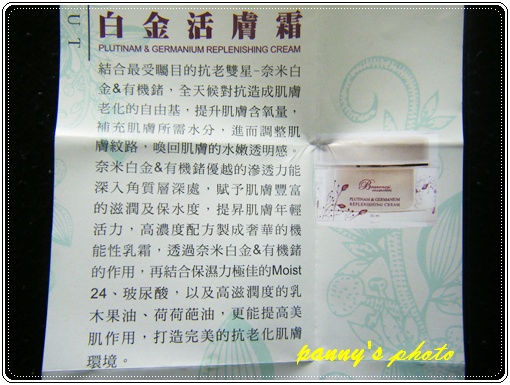 UT
白金活膚霜
PLUTINAM & GERMANIUM REPLENISHING CREAM
結合最受矚目的抗老雙星-奈米白
金&有機鍺,全天候對抗造成肌膚
老化的自由基,提升肌膚含氧量,
補充肌膚所需水分,進而調整肌
膚紋路,喚回肌膚的水嫩透明感。
奈米白金&有機鍺優越的滲透力能
深入角質層深處,賦予肌膚豐富
的滋潤及保水度,提昇肌膚年輕
活力,高濃度配方製成奢華的機
能性乳霜,透過奈米白金&有機鍺
的作用,再結合保濕力極佳的Moist
24、玻尿酸,以及高滋潤度的乳
木果油、荷荷葩油,更能提高美
肌作用,打造完美的抗老化肌膚
環境。
PLUTINAM & GERMANIUM
REPLENISHING CREAM
panny's photo